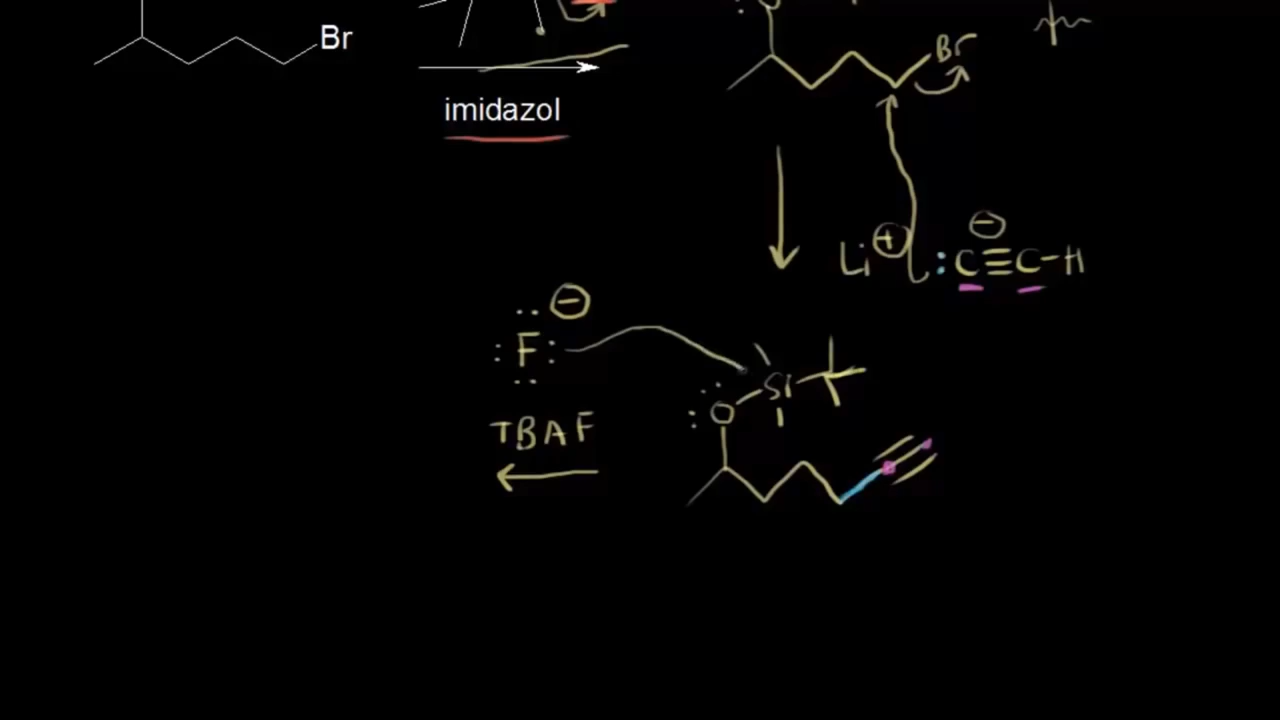 Br
Br
imidazol
Li + : C ≡ C - H
−
: F : −
Si
: O
TBAF